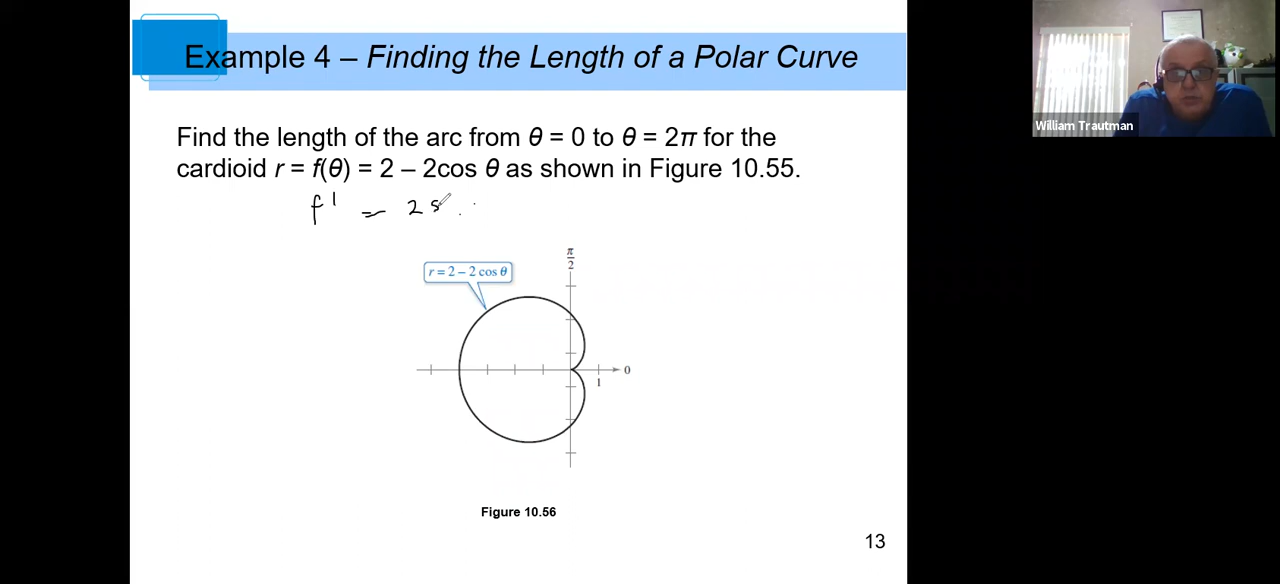 Example 4 – Finding the Length of a Polar Curve
William Trautman
Find the length of the arc from θ = 0 to θ = 2π for the
cardioid r = f(θ) = 2 – 2cos θ as shown in Figure 10.55.
f' = 2s
π
2
r = 2 – 2 cos θ
0
1
Figure 10.56
13